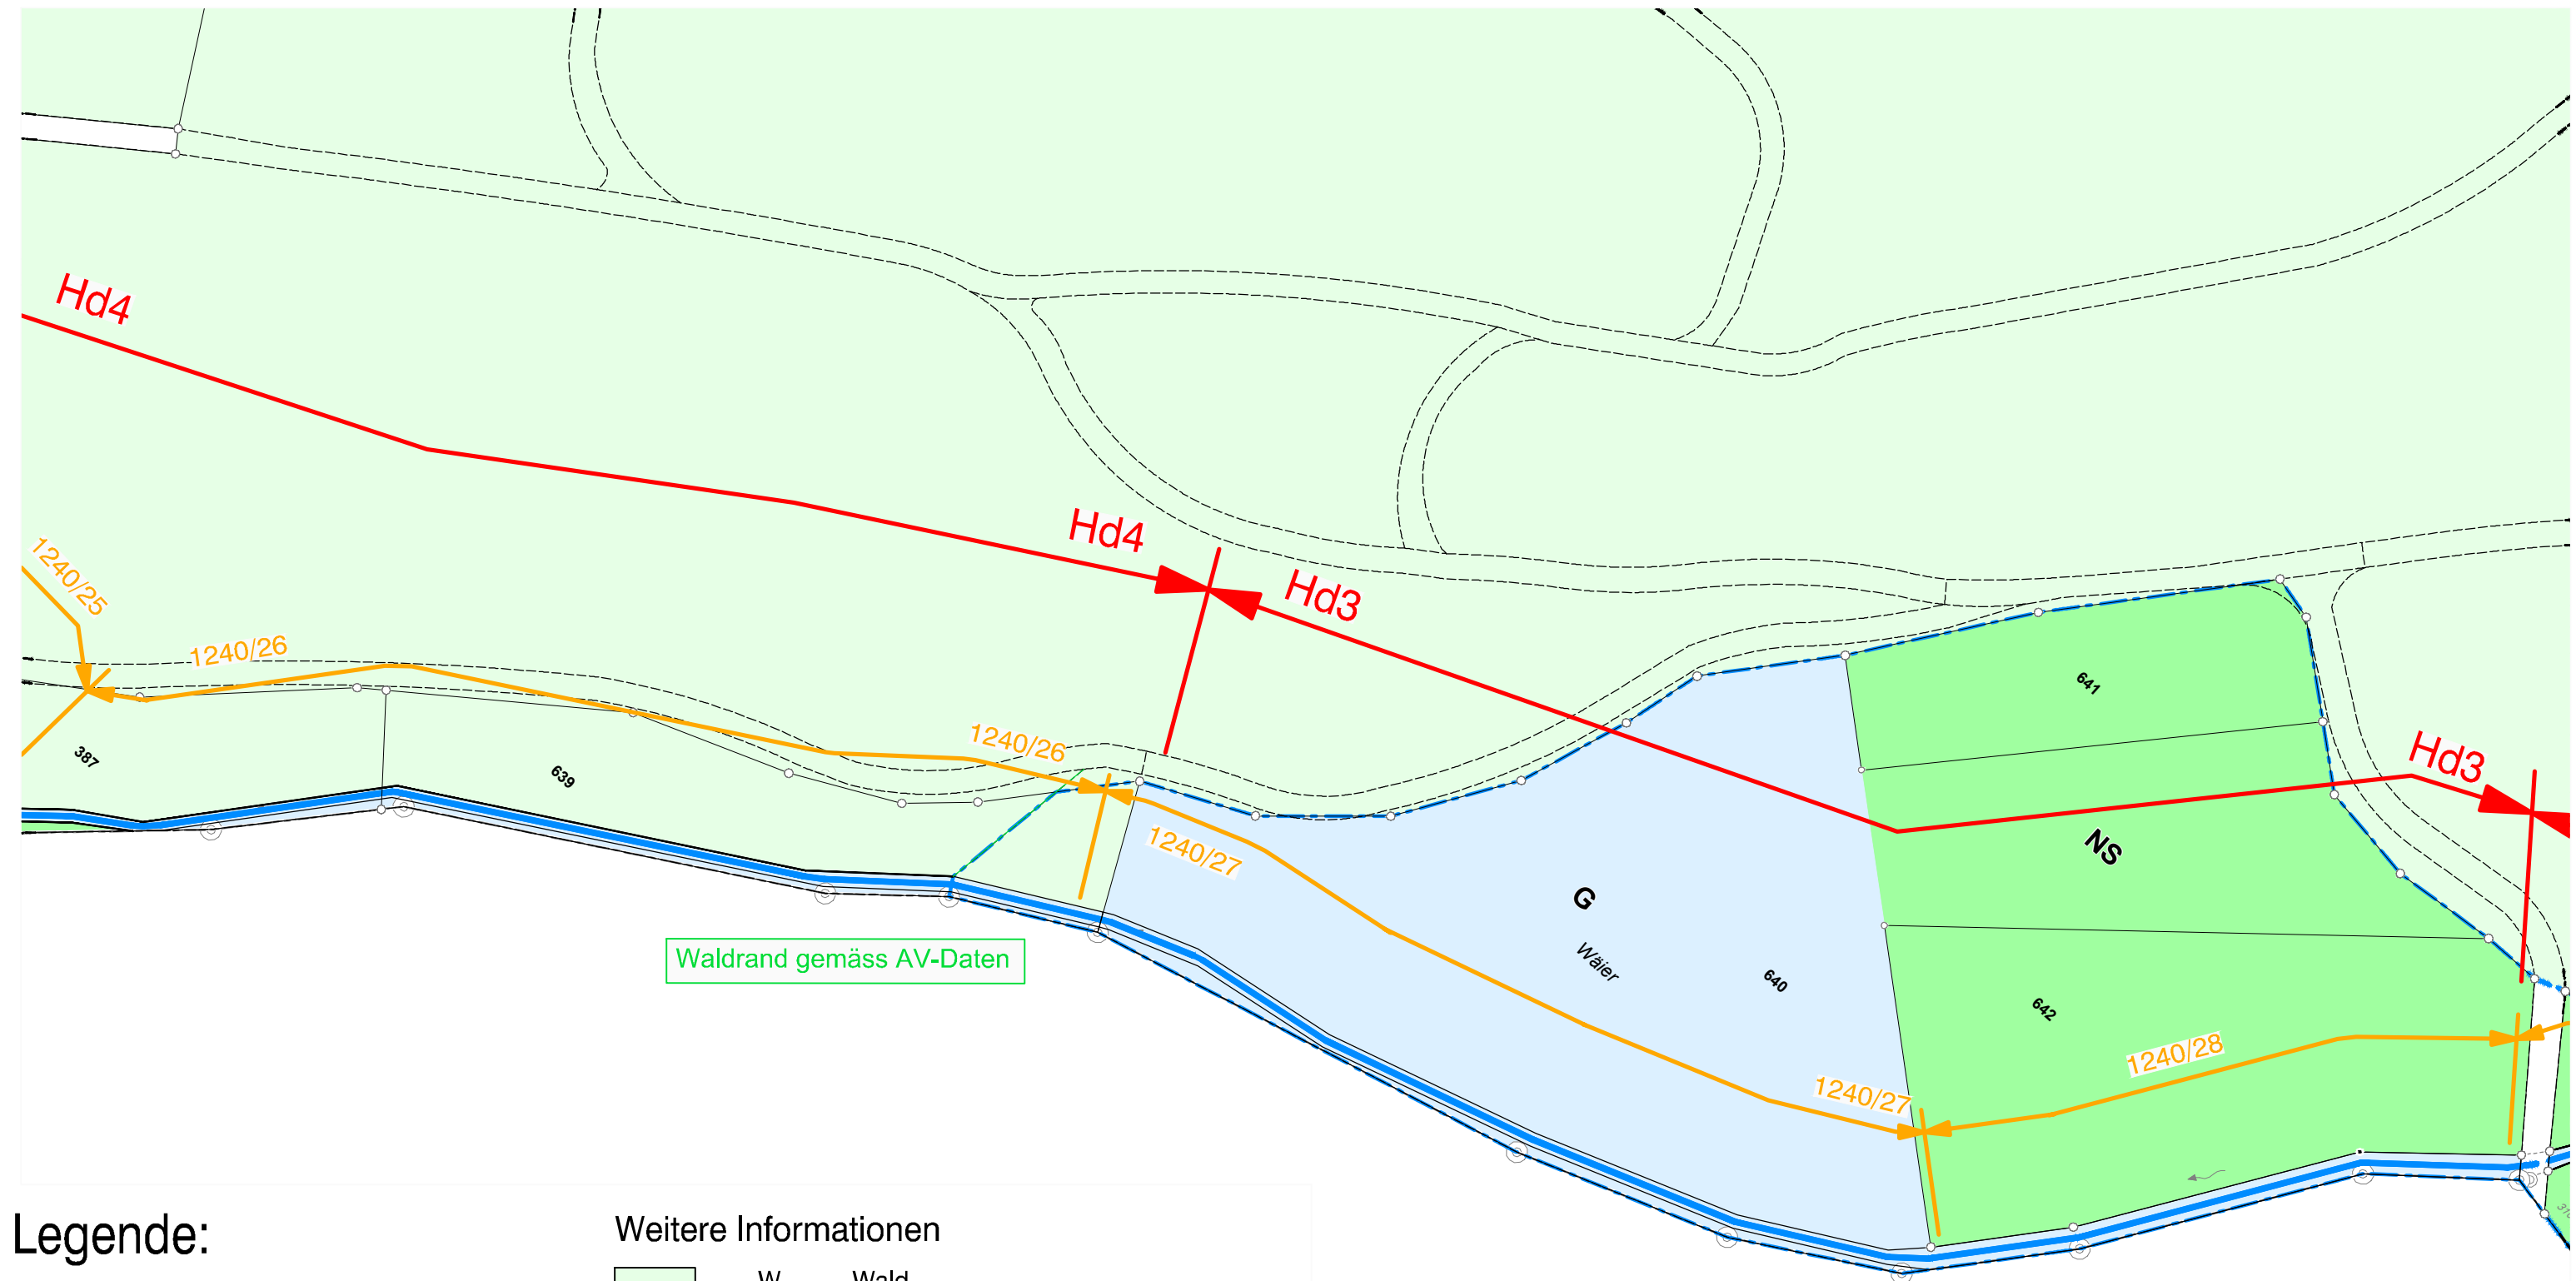 Hd4
Hd4
Hd3
1240/25
1240/26
641
387
639
1240/26
Hd3
1240/27
NS
G
Waldrand gemäss AV-Daten
Wäier
640
642
1240/28
1240/27
Legende:
Weitere Informationen
W Wald